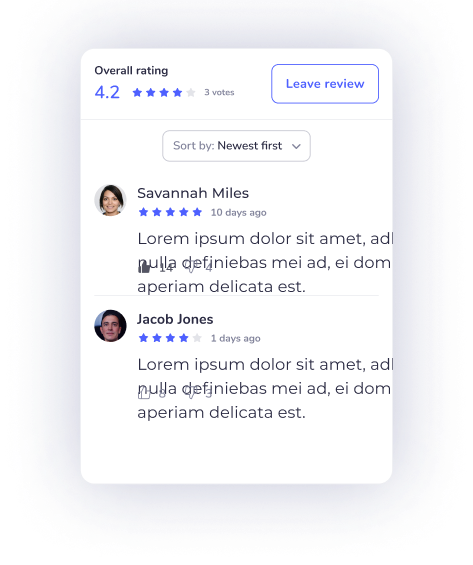 Overall rating
4.2 3 votes
Leave review
Sort by: Newest first
Savannah Miles
10 days ago
Lorem ipsum dolor sit amet, adl
nulla definiebas mei ad, ei dom
14 4
aperiam delicata est.
Jacob Jones
1 days ago
Lorem ipsum dolor sit amet, adl
nulla definiebas mei ad, ei dom
aperiam delicata est.